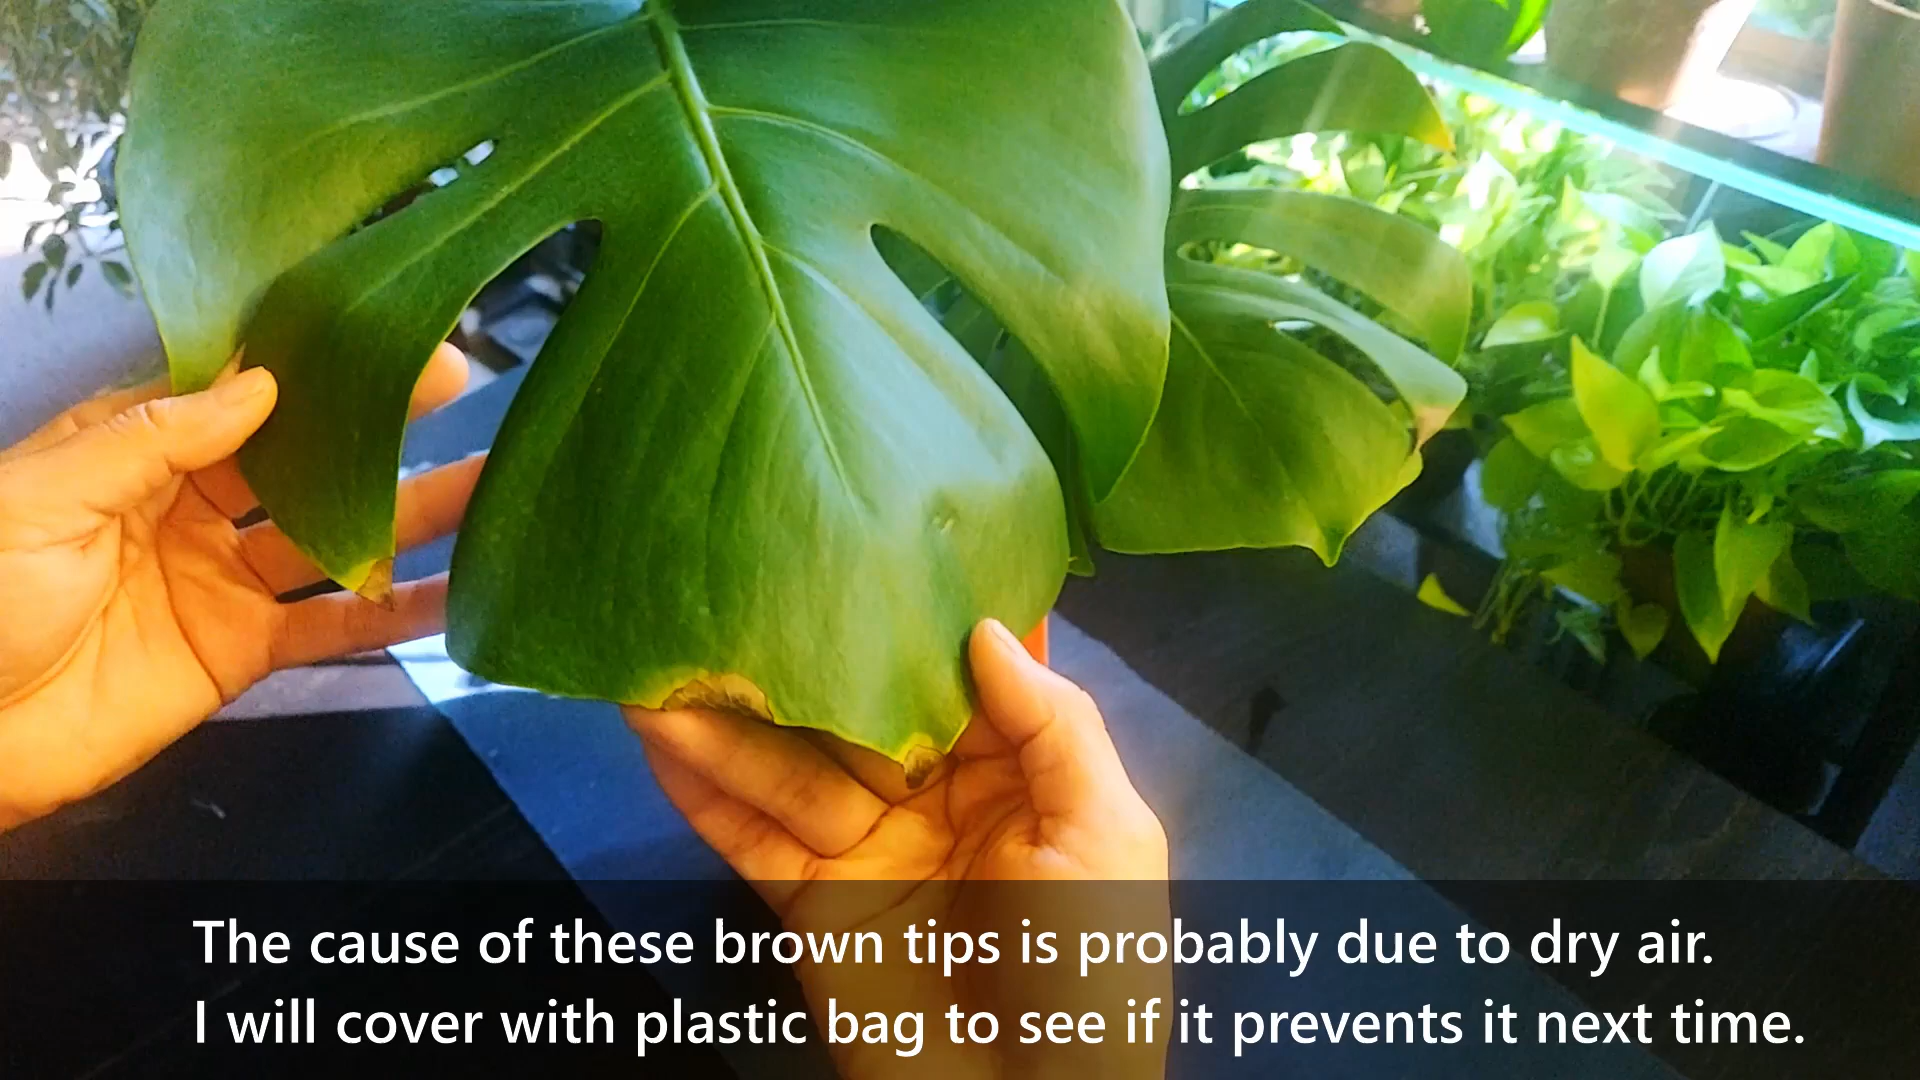 The cause of these brown tips is probably due to dry air.
I will cover with plastic bag to see if it prevents it next time.